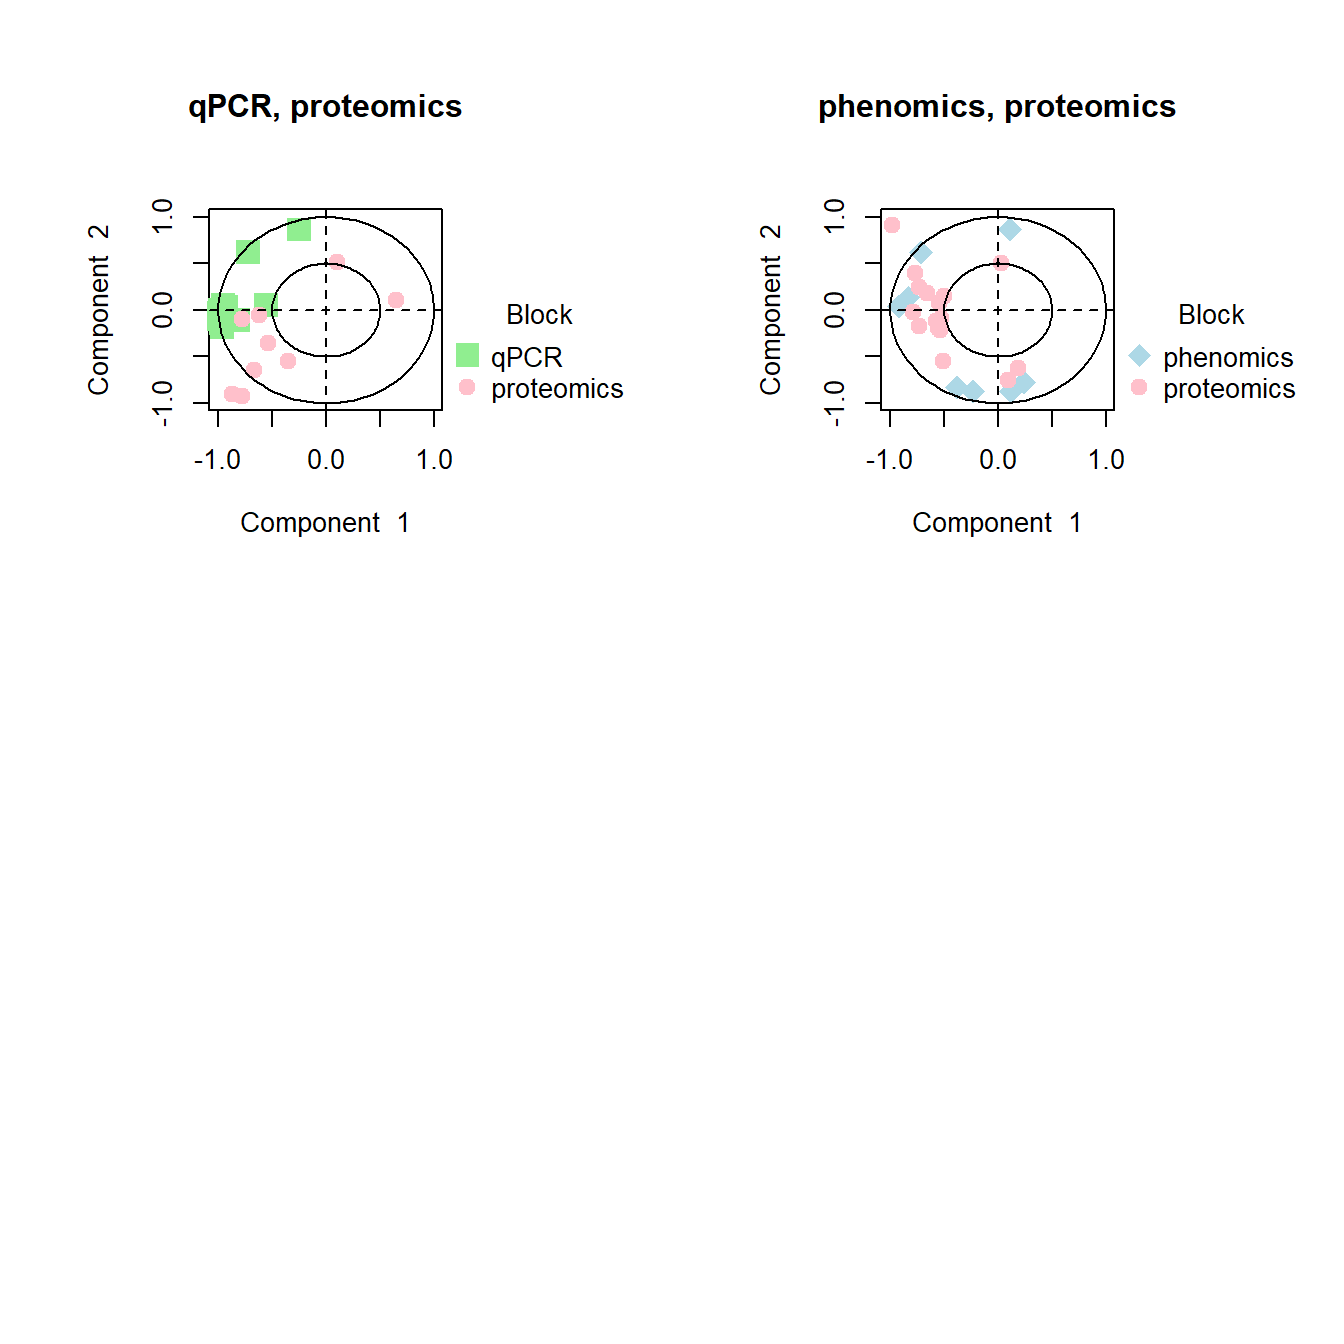 qPCR, proteomics
Component 2
1.0
0.0
-1.0
-1.0 0.0 1.0
Component 1
Block
qPCR
proteomics
phenomics, proteomics
Component 2
1.0
0.0
-1.0
-1.0 0.0 1.0
Component 1
Block
phenomics
proteomics